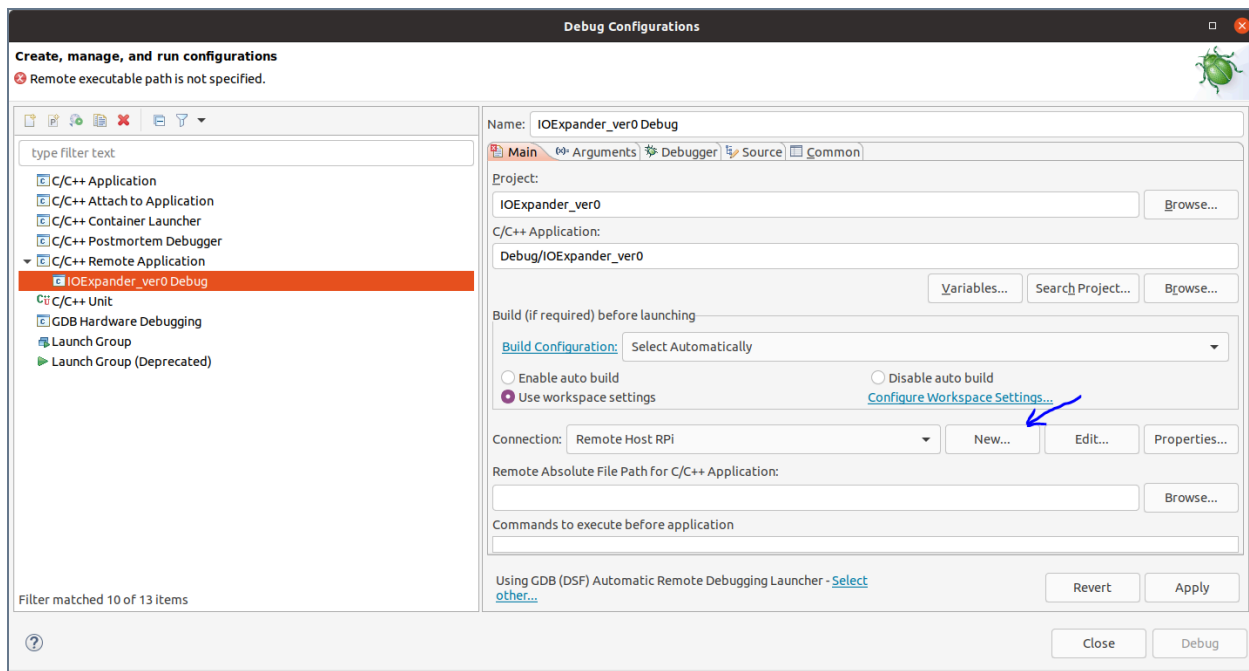 Debug Configurations
Create, manage, and run configurations
Remote executable path is not specified.
type filter text
C/C++ Application
C/C++ Attach to Application
C/C++ Container Launcher
C/C++ Postmortem Debugger
C/C++ Remote Application
IOExpander_ver0 Debug
C/C++ Unit
GDB Hardware Debugging
Launch Group
Launch Group (Deprecated)
Filter matched 10 of 13 items
Name: IOExpander_ver0 Debug
Main Arguments Debugger Source Common
Project:
IOExpander_ver0 Browse...
C/C++ Application:
Debug/IOExpander_ver0
Variables... Search Project... Browse...
Build (if required) before launching
Build Configuration: Select Automatically
Enable auto build Disable auto build
Use workspace settings Configure Workspace Settings...
Connection: Remote Host RPi New... Edit... Properties...
Remote Absolute File Path for C/C++ Application:
Browse...
Commands to execute before application
Using GDB (DSF) Automatic Remote Debugging Launcher - Select
other...
Revert Apply
Close Debug